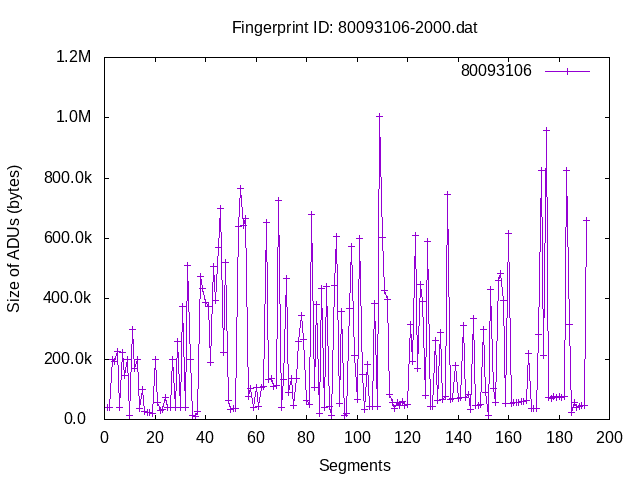 Fingerprint ID: 80093106-2000.dat
80093106
1.2M
1.0M
800.0k
600.0k
400.0k
200.0k
0.0
Size of ADUs (bytes)
0 20 40 60 80 100 120 140 160 180 200
Segments